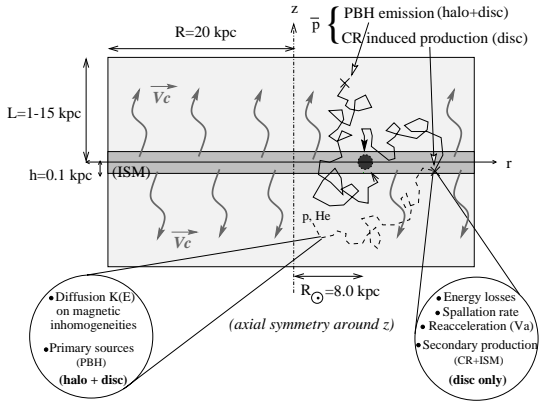 z
p̄ { PBH emission (halo+disc)
CR induced production (disc)
R=20 kpc
Vc
L=1-15 kpc
h=0.1 kpc
(ISM)
r
p, He
Vc
R☉=8.0 kpc
(axial symmetry around z)
•Diffusion K(E)
on magnetic
inhomogeneities
•Primary sources
(PBH)
(halo + disc)
•Energy losses
•Spallation rate
•Reacceleration (Va)
•Secondary production
(CR+ISM)
(disc only)